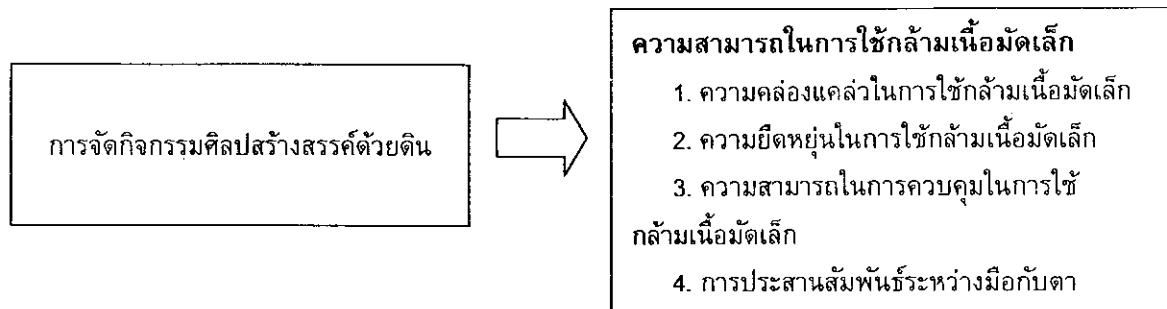 การจัดกิจกรรมศิลปสร้างสรรค์ด้วยดิน
ความสามารถในการใช้กล้ามเนื้อมัดเล็ก
1. ความคล่องแคล่วในการใช้กล้ามเนื้อมัดเล็ก
2. ความยืดหยุ่นในการใช้กล้ามเนื้อมัดเล็ก
3. ความสามารถในการควบคุมในการใช้
กล้ามเนื้อมัดเล็ก
4. การประสานสัมพันธ์ระหว่างมือกับตา